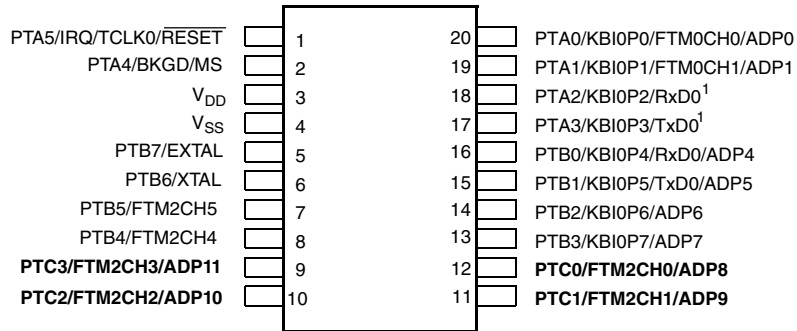 PTA5/IRQ/TCLK0/RESET 1 20 PTA0/KBI0P0/FTM0CH0/ADP0
PTA4/BKGD/MS 2 19 PTA1/KBI0P1/FTM0CH1/ADP1
VDD 3 18 PTA2/KBI0P2/RxD0¹
VSS 4 17 PTA3/KBI0P3/TxD0¹
PTB7/EXTAL 5 16 PTB0/KBI0P4/RxD0/ADP4
PTB6/XTAL 6 15 PTB1/KBI0P5/TxD0/ADP5
PTB5/FTM2CH5 7 14 PTB2/KBI0P6/ADP6
PTB4/FTM2CH4 8 13 PTB3/KBI0P7/ADP7
PTC3/FTM2CH3/ADP11 9 12 PTC0/FTM2CH0/ADP8
PTC2/FTM2CH2/ADP10 10 11 PTC1/FTM2CH1/ADP9